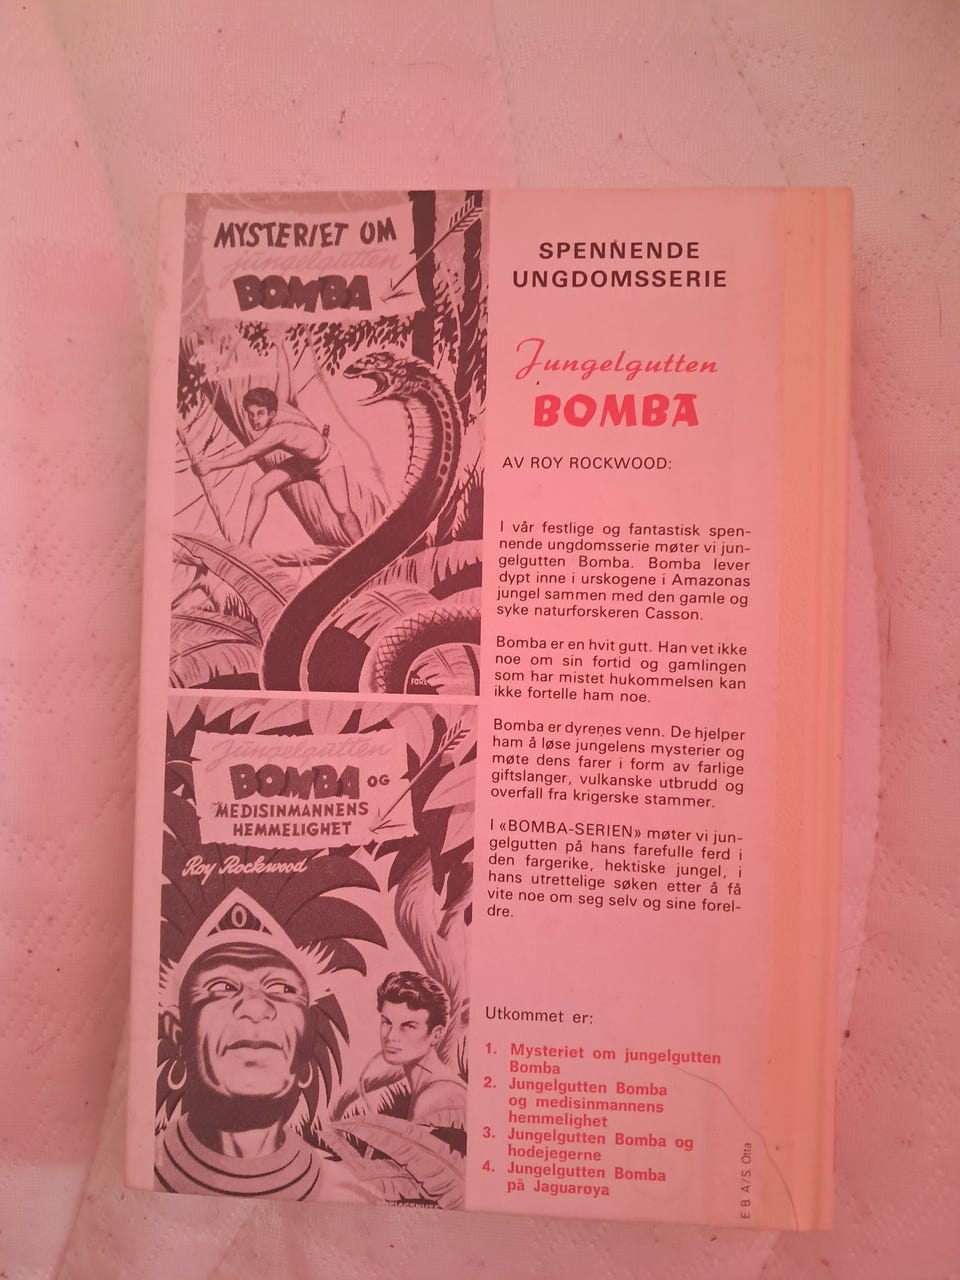 MYSTERIET OM
jungelgutten
BOMBA
Jungelgutten
BOMBA OG
MEDISINMANNENS
HEMMELIGHET
Roy Rockwood
SPENNENDE
UNGDOMSSERIE
Jungelgutten
BOMBA
AV ROY ROCKWOOD:
I vår festlige og fantastisk spen-
nende ungdomsserie møter vi jun-
gelgutten Bomba. Bomba lever
dypt inne i urskogene i Amazonas
jungel sammen med den gamle og
syke naturforskeren Casson.
Bomba er en hvit gutt. Han vet ikke
noe om sin fortid og gamlingen
som har mistet hukommelsen kan
ikke fortelle ham noe.
Bomba er dyrenes venn. De hjelper
ham å løse jungelens mysterier og
møte dens farer i form av farlige
giftslanger, vulkanske utbrudd og
overfall fra krigerske stammer.
I «BOMBA-SERIEN» møter vi jun-
gelgutten på hans farefulle ferd i
den fargerike, hektiske jungel, i
hans utrettelige søken etter å få
vite noe om seg selv og sine forel-
dre.
Utkommet er:
1. Mysteriet om jungelgutten
Bomba
2. Jungelgutten Bomba
og medisinmannens
hemmelighet
3. Jungelgutten Bomba og
hodejegerne
4. Jungelgutten Bomba
på Jaguarøya
E B A/S. Otta